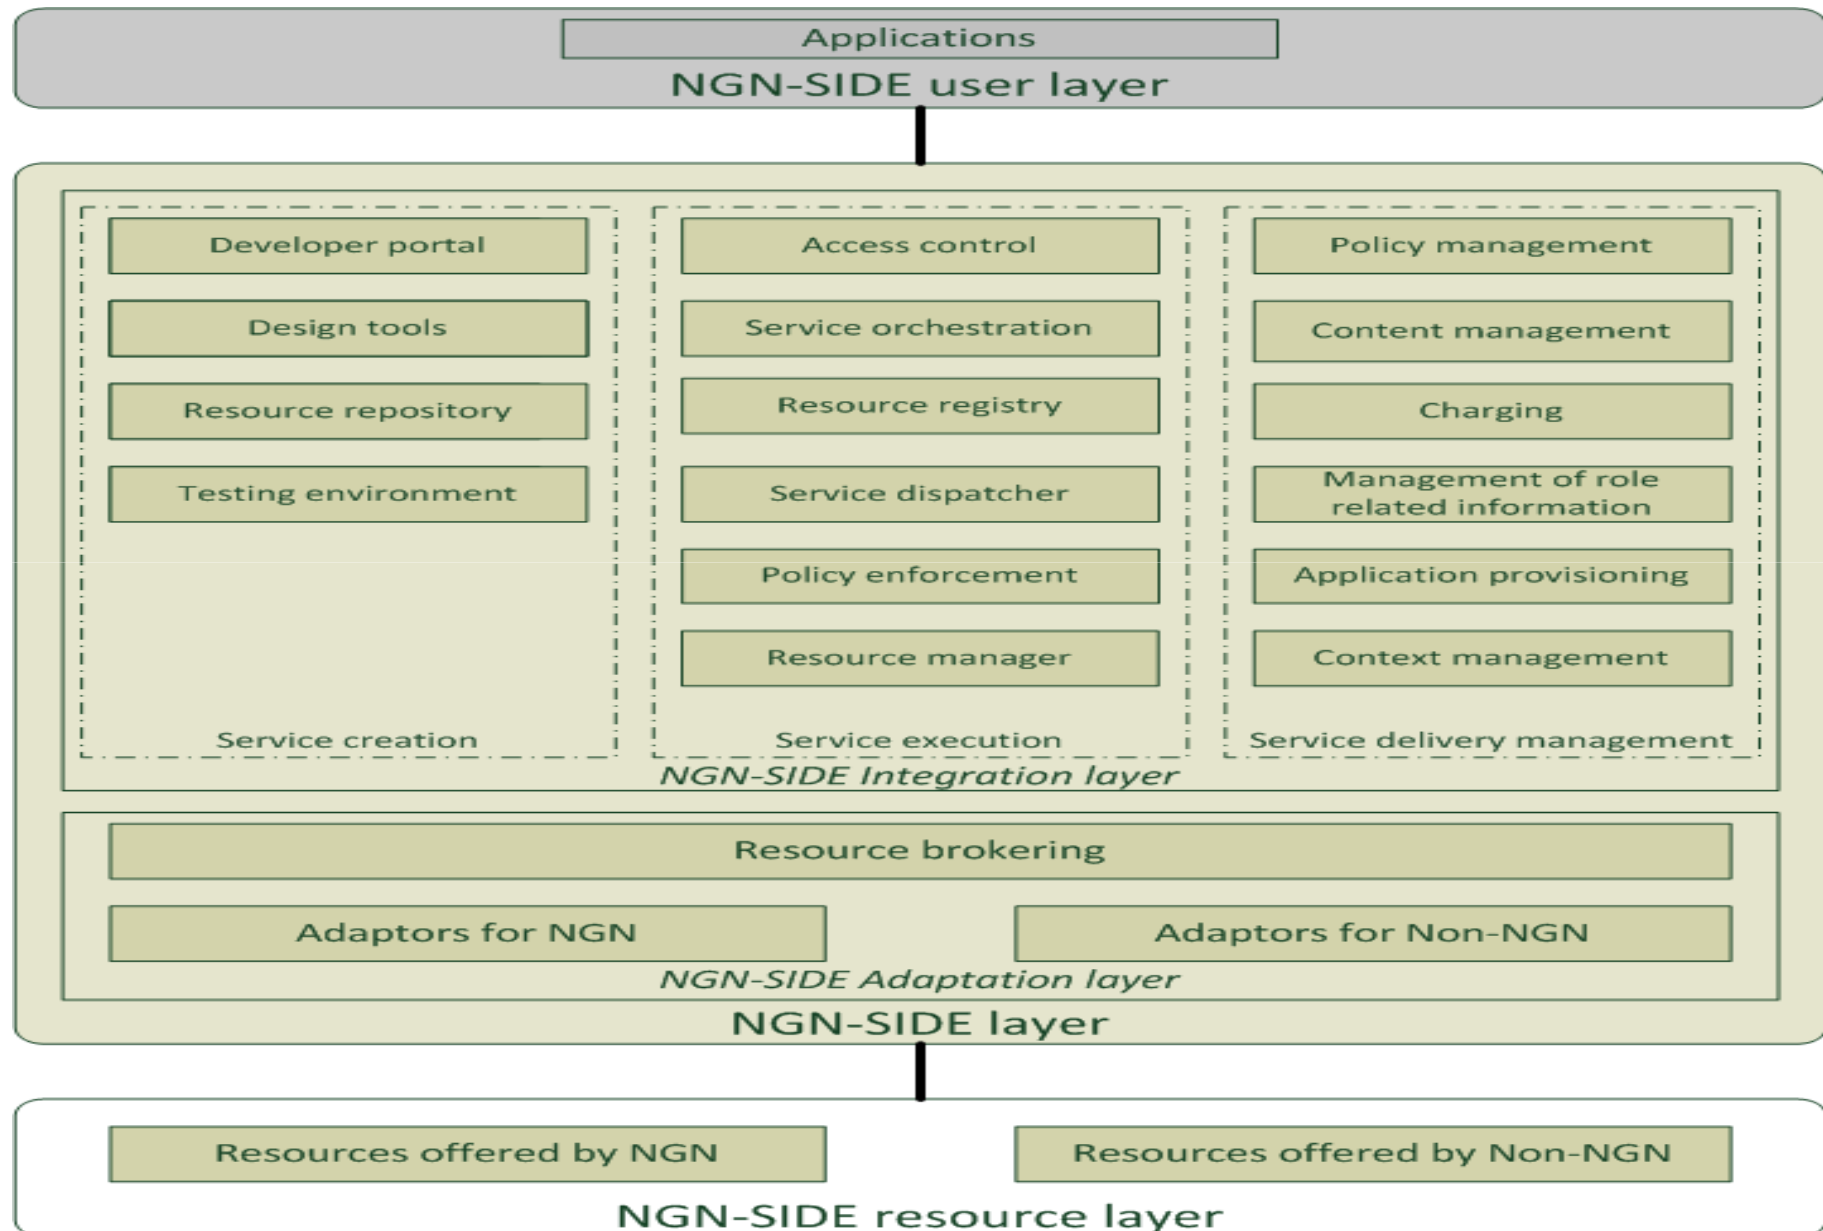 Applications
NGN-SIDE user layer
Developer portal
Design tools
Resource repository
Testing environment
Service creation
Access control
Service orchestration
Resource registry
Service dispatcher
Policy enforcement
Resource manager
Service execution
Policy management
Content management
Charging
Management of role
related information
Application provisioning
Context management
Service delivery management
NGN-SIDE Integration layer
Resource brokering
Adaptors for NGN
Adaptors for Non-NGN
NGN-SIDE Adaptation layer
NGN-SIDE layer
Resources offered by NGN
Resources offered by Non-NGN
NGN-SIDE resource layer